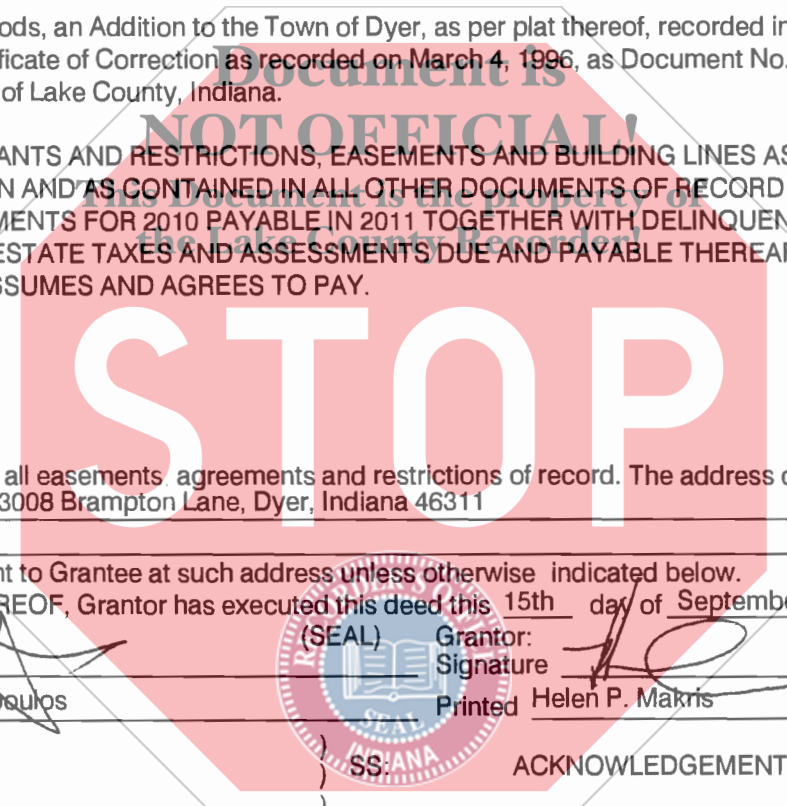 ods, an Addition to the Town of Dyer, as per plat thereof, recorded in
ficate of Correction as recorded on March 4, 1996, as Document No.
Document is
of Lake County, Indiana.
NOT OFFICIAL!
ANTS AND RESTRICTIONS, EASEMENTS AND BUILDING LINES AS
N AND AS CONTAINED IN ALL OTHER DOCUMENTS OF RECORD
This Document is the property of
MENTS FOR 2010 PAYABLE IN 2011 TOGETHER WITH DELINQUEN
the Lake County Recorder!
ESTATE TAXES AND ASSESSMENTS DUE AND PAYABLE THEREAF
SSUMES AND AGREES TO PAY.
STOP
all easements, agreements and restrictions of record. The address o
3008 Brampton Lane, Dyer, Indiana 46311
nt to Grantee at such address unless otherwise indicated below.
REOF, Grantor has executed this deed this 15th day of Septembe
(SEAL) Grantor:
Signature
poulos Printed Helen P. Makris
RECORDER'S OFFICE
SEAL
INDIANA
) SS: ACKNOWLEDGEMENT
)